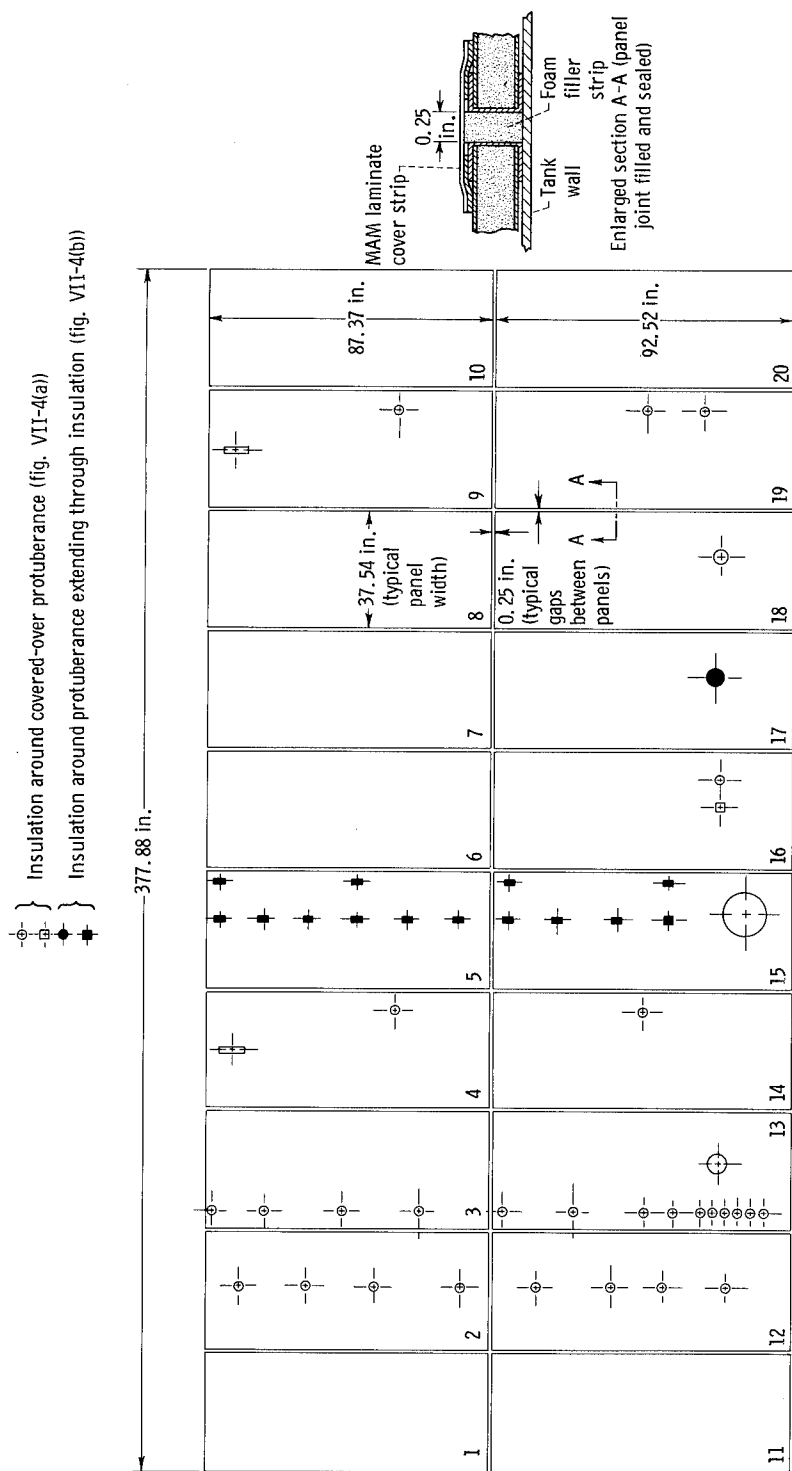 Insulation around covered-over protuberance (fig. VII-4(a))
Insulation around protuberance extending through insulation (fig. VII-4(b))
377.88 in.
1
2
3
4
5
6
7
8
9
10
37.54 in.
(typical
panel
width)
87.37 in.
0.25 in.
(typical
gaps
between
panels)
A
A
92.52 in.
11
12
13
14
15
16
17
18
19
20
MAM laminate
cover strip
0.25
in.
Tank
wall
Foam
filler
strip
Enlarged section A-A (panel
joint filled and sealed)